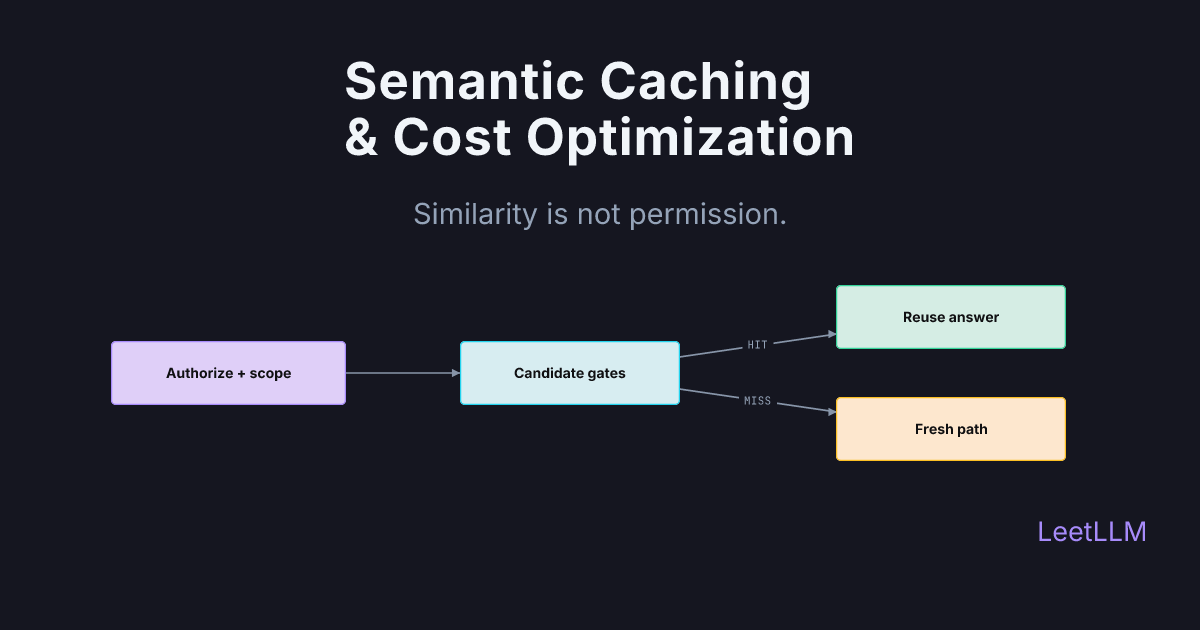 Semantic Caching
& Cost Optimization
Similarity is not permission.
Authorize + scope
Candidate gates
HIT
MISS
Reuse answer
Fresh path
LeetLLM